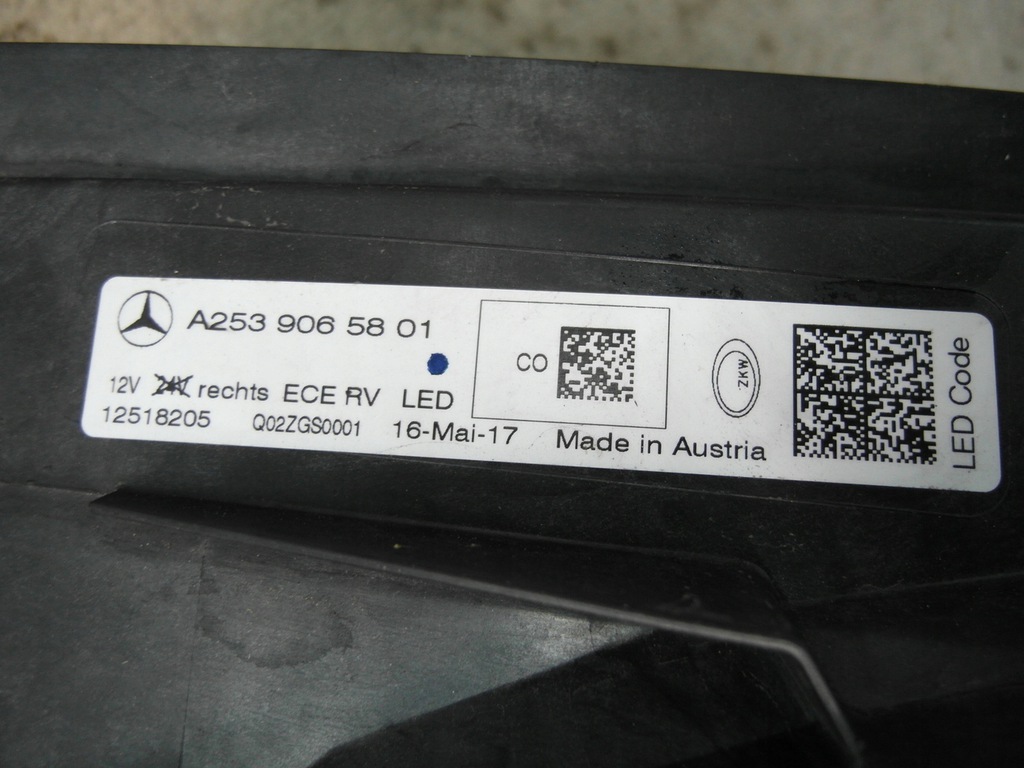 A253 906 58 01
12V 24V rechts ECE RV LED
12518205 Q02ZGS0001 16-Mai-17 Made in Austria
CO
ZKW
LED Code